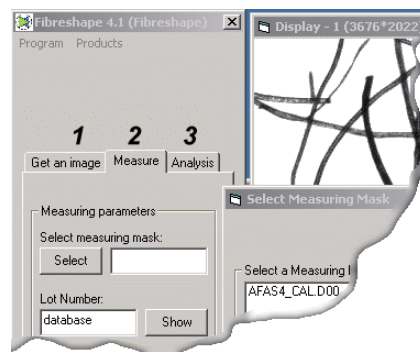 Fibreshape 4.1 (Fibreshape)
Program Products
1 2 3
Get an image Measure Analysis
Measuring parameters
Select measuring mask:
Select
Lot Number:
database Show
Display - 1 (3676*2022
Select Measuring Mask
Select a Measuring
AFAS4_CAL.D00